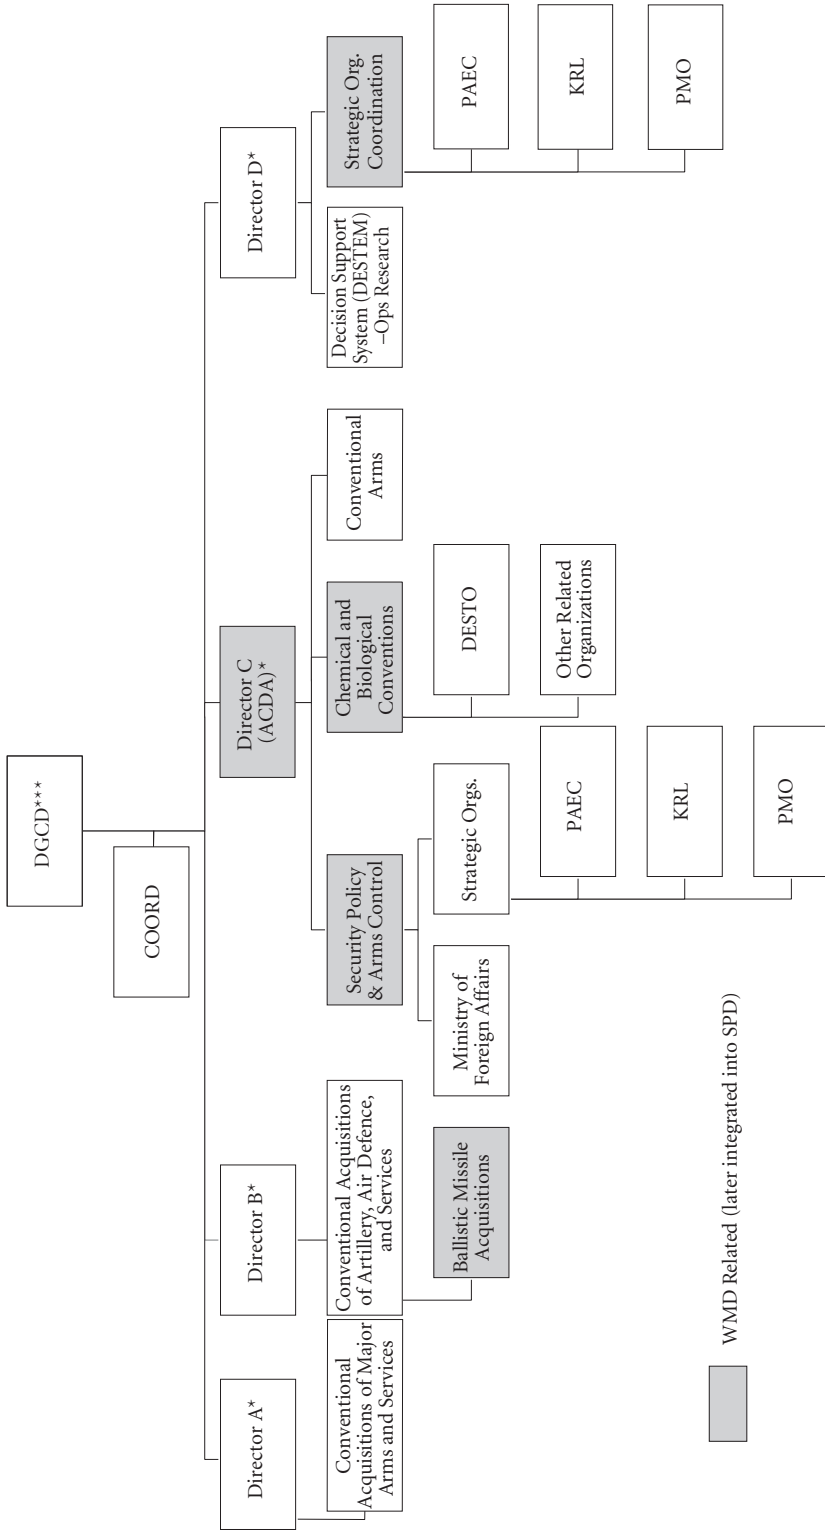 DGCD***
COORD
Director A*
Director B*
Director C
(ACDA)*
Director D*
Conventional
Acquisitions of Major
Arms and Services
Conventional Acquisitions
of Artillery, Air Defence,
and Services
Security Policy
& Arms Control
Chemical and
Biological
Conventions
Conventional
Arms
Decision Support
System (DESTEM)
–Ops Research
Strategic Org.
Coordination
Ballistic Missile
Acquisitions
Ministry of
Foreign Affairs
Strategic Orgs.
DESTO
PAEC
PAEC
Other Related
Organizations
KRL
KRL
PMO
PMO
WMD Related (later integrated into SPD)